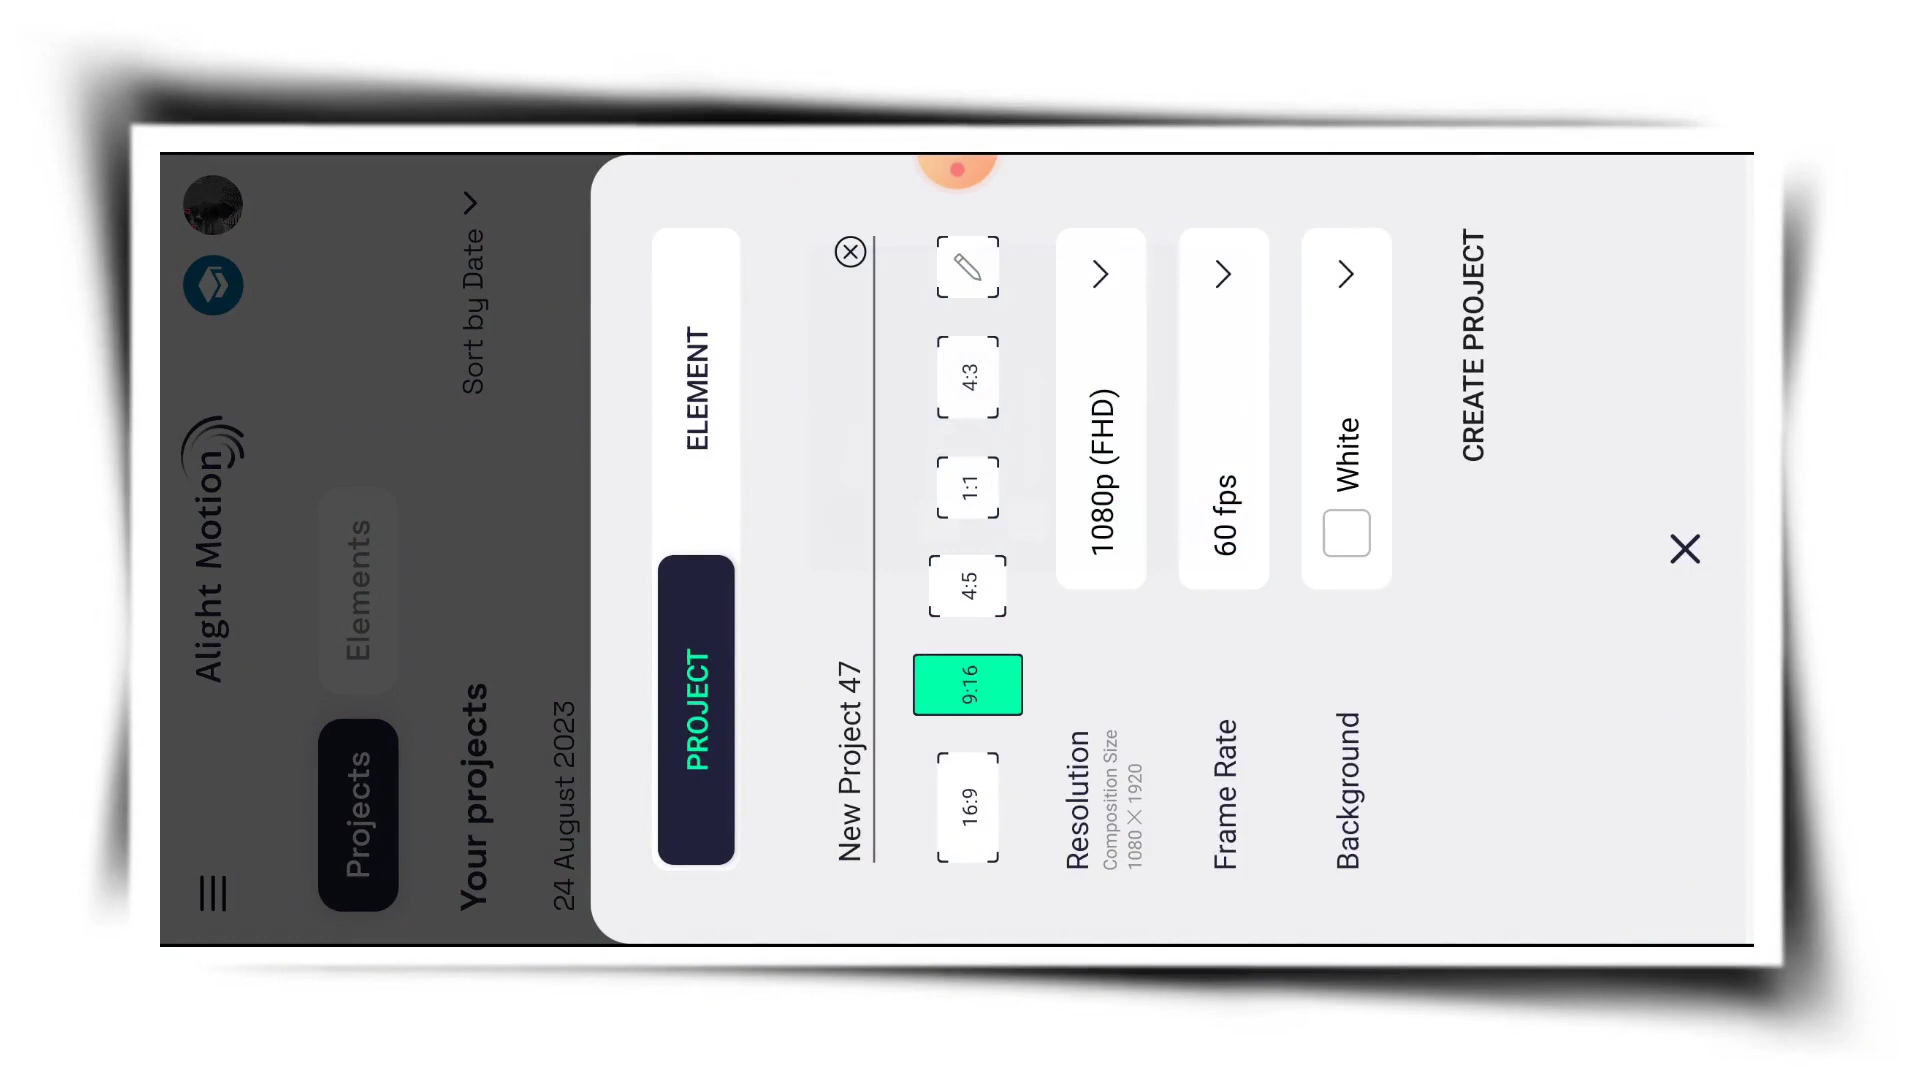 Alight Motion
Projects
Elements
Your projects
Sort by Date
24 August 2023
PROJECT
ELEMENT
New Project 47
16:9
9:16
4:5
1:1
4:3
Resolution
Composition Size
1080 X 1920
1080p (FHD)
Frame Rate
60 fps
Background
White
CREATE PROJECT